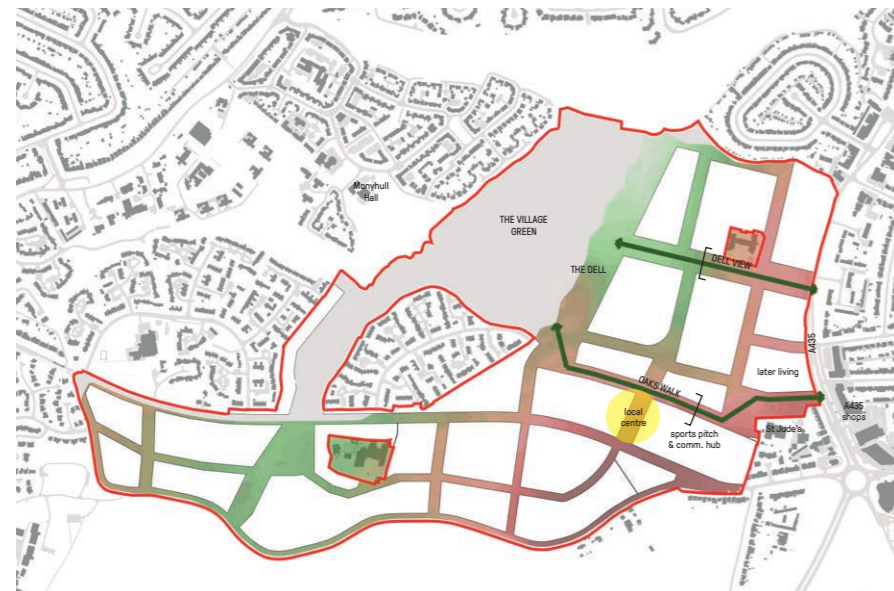 Monyhull
Hall
THE VILLAGE
GREEN
THE DELL
DELL VIEW
A435
later living
OAKS WALK
local
centre
sports pitch
& comm. hub
St Jude's
A435
shops